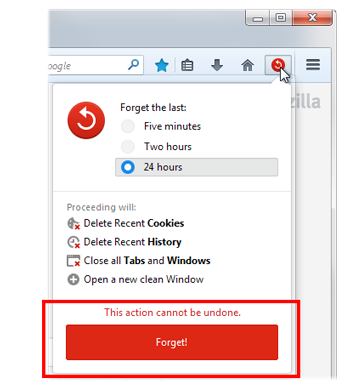 oogle
zilla
Forget the last:
Five minutes
Two hours
24 hours
Proceeding will:
Delete Recent Cookies
Delete Recent History
Close all Tabs and Windows
Open a new clean Window
This action cannot be undone.
Forget!